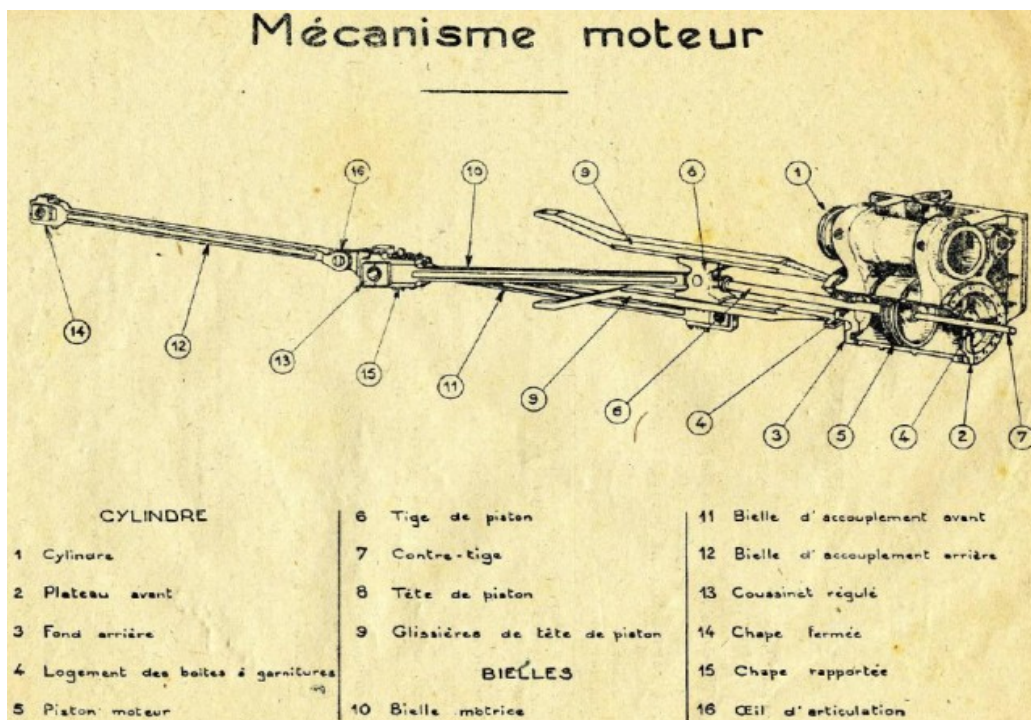 Mécanisme moteur
16
10
9
6
1
14
12
13
15
11
9
6
4
3
5
4
2
7
CYLINDRE
1 Cylindre
2 Plateau avant
3 Fond arrière
4 Logement des boites à garnitures
5 Piston moteur
6 Tige de piston
7 Contre-tige
8 Tête de piston
9 Glissières de tête de piston
BIELLES
10 Bielle motrice
11 Bielle d'accouplement avant
12 Bielle d'accouplement arrière
13 Coussinet régulé
14 Chape fermée
15 Chape rapportée
16 Œil d'articulation